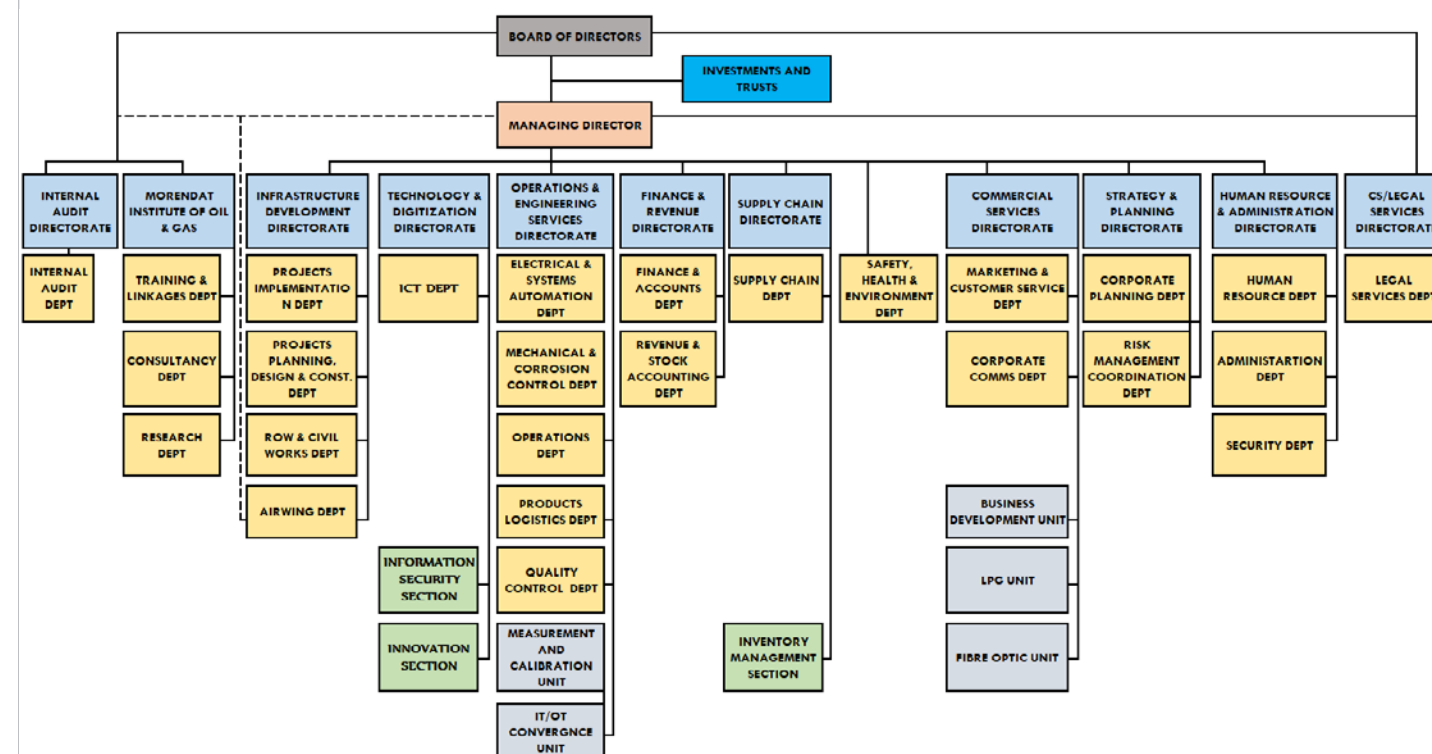 BOARD OF DIRECTORS
INVESTMENTS AND
TRUSTS
MANAGING DIRECTOR
INTERNAL
AUDIT
DIRECTORATE
MORENDAT
INSTITUTE OF OIL
& GAS
INFRASTRUCTURE
DEVELOPMENT
DIRECTORATE
TECHNOLOGY &
DIGITIZATION
DIRECTORATE
OPERATIONS &
ENGINEERING
SERVICES
DIRECTORATE
FINANCE &
REVENUE
DIRECTORATE
SUPPLY CHAIN
DIRECTORATE
COMMERCIAL
SERVICES
DIRECTORATE
STRATEGY &
PLANNING
DIRECTORATE
HUMAN RESOURCE
& ADMINISTRATION
DIRECTORATE
CS/LEGAL
SERVICES
DIRECTORAT
INTERNAL
AUDIT
DEPT
TRAINING &
LINKAGES DEPT
PROJECTS
IMPLEMENTATIO
N DEPT
ICT DEPT
ELECTRICAL &
SYSTEMS
AUTOMATION
DEPT
FINANCE &
ACCOUNTS
DEPT
SUPPLY CHAIN
DEPT
SAFETY,
HEALTH &
ENVIRONMENT
DEPT
MARKETING &
CUSTOMER SERVICE
DEPT
CORPORATE
PLANNING DEPT
HUMAN
RESOURCE DEPT
LEGAL
SERVICES DEPT
CONSULTANCY
DEPT
PROJECTS
PLANNING,
DESIGN & CONST.
DEPT
MECHANICAL &
CORROSION
CONTROL DEPT
REVENUE &
STOCK
ACCOUNTING
DEPT
CORPORATE
COMMS DEPT
RISK
MANAGEMENT
COORDINATION
DEPT
ADMINISTARTION
DEPT
RESEARCH
DEPT
ROW & CIVIL
WORKS DEPT
OPERATIONS
DEPT
SECURITY DEPT
AIRWING DEPT
PRODUCTS
LOGISTICS DEPT
BUSINESS
DEVELOPMENT UNIT
INFORMATION
SECURITY
SECTION
QUALITY
CONTROL DEPT
LPG UNIT
INNOVATION
SECTION
MEASUREMENT
AND
CALIBRATION
UNIT
INVENTORY
MANAGEMENT
SECTION
FIBRE OPTIC UNIT
IT/OT
CONVERGNCE
UNIT